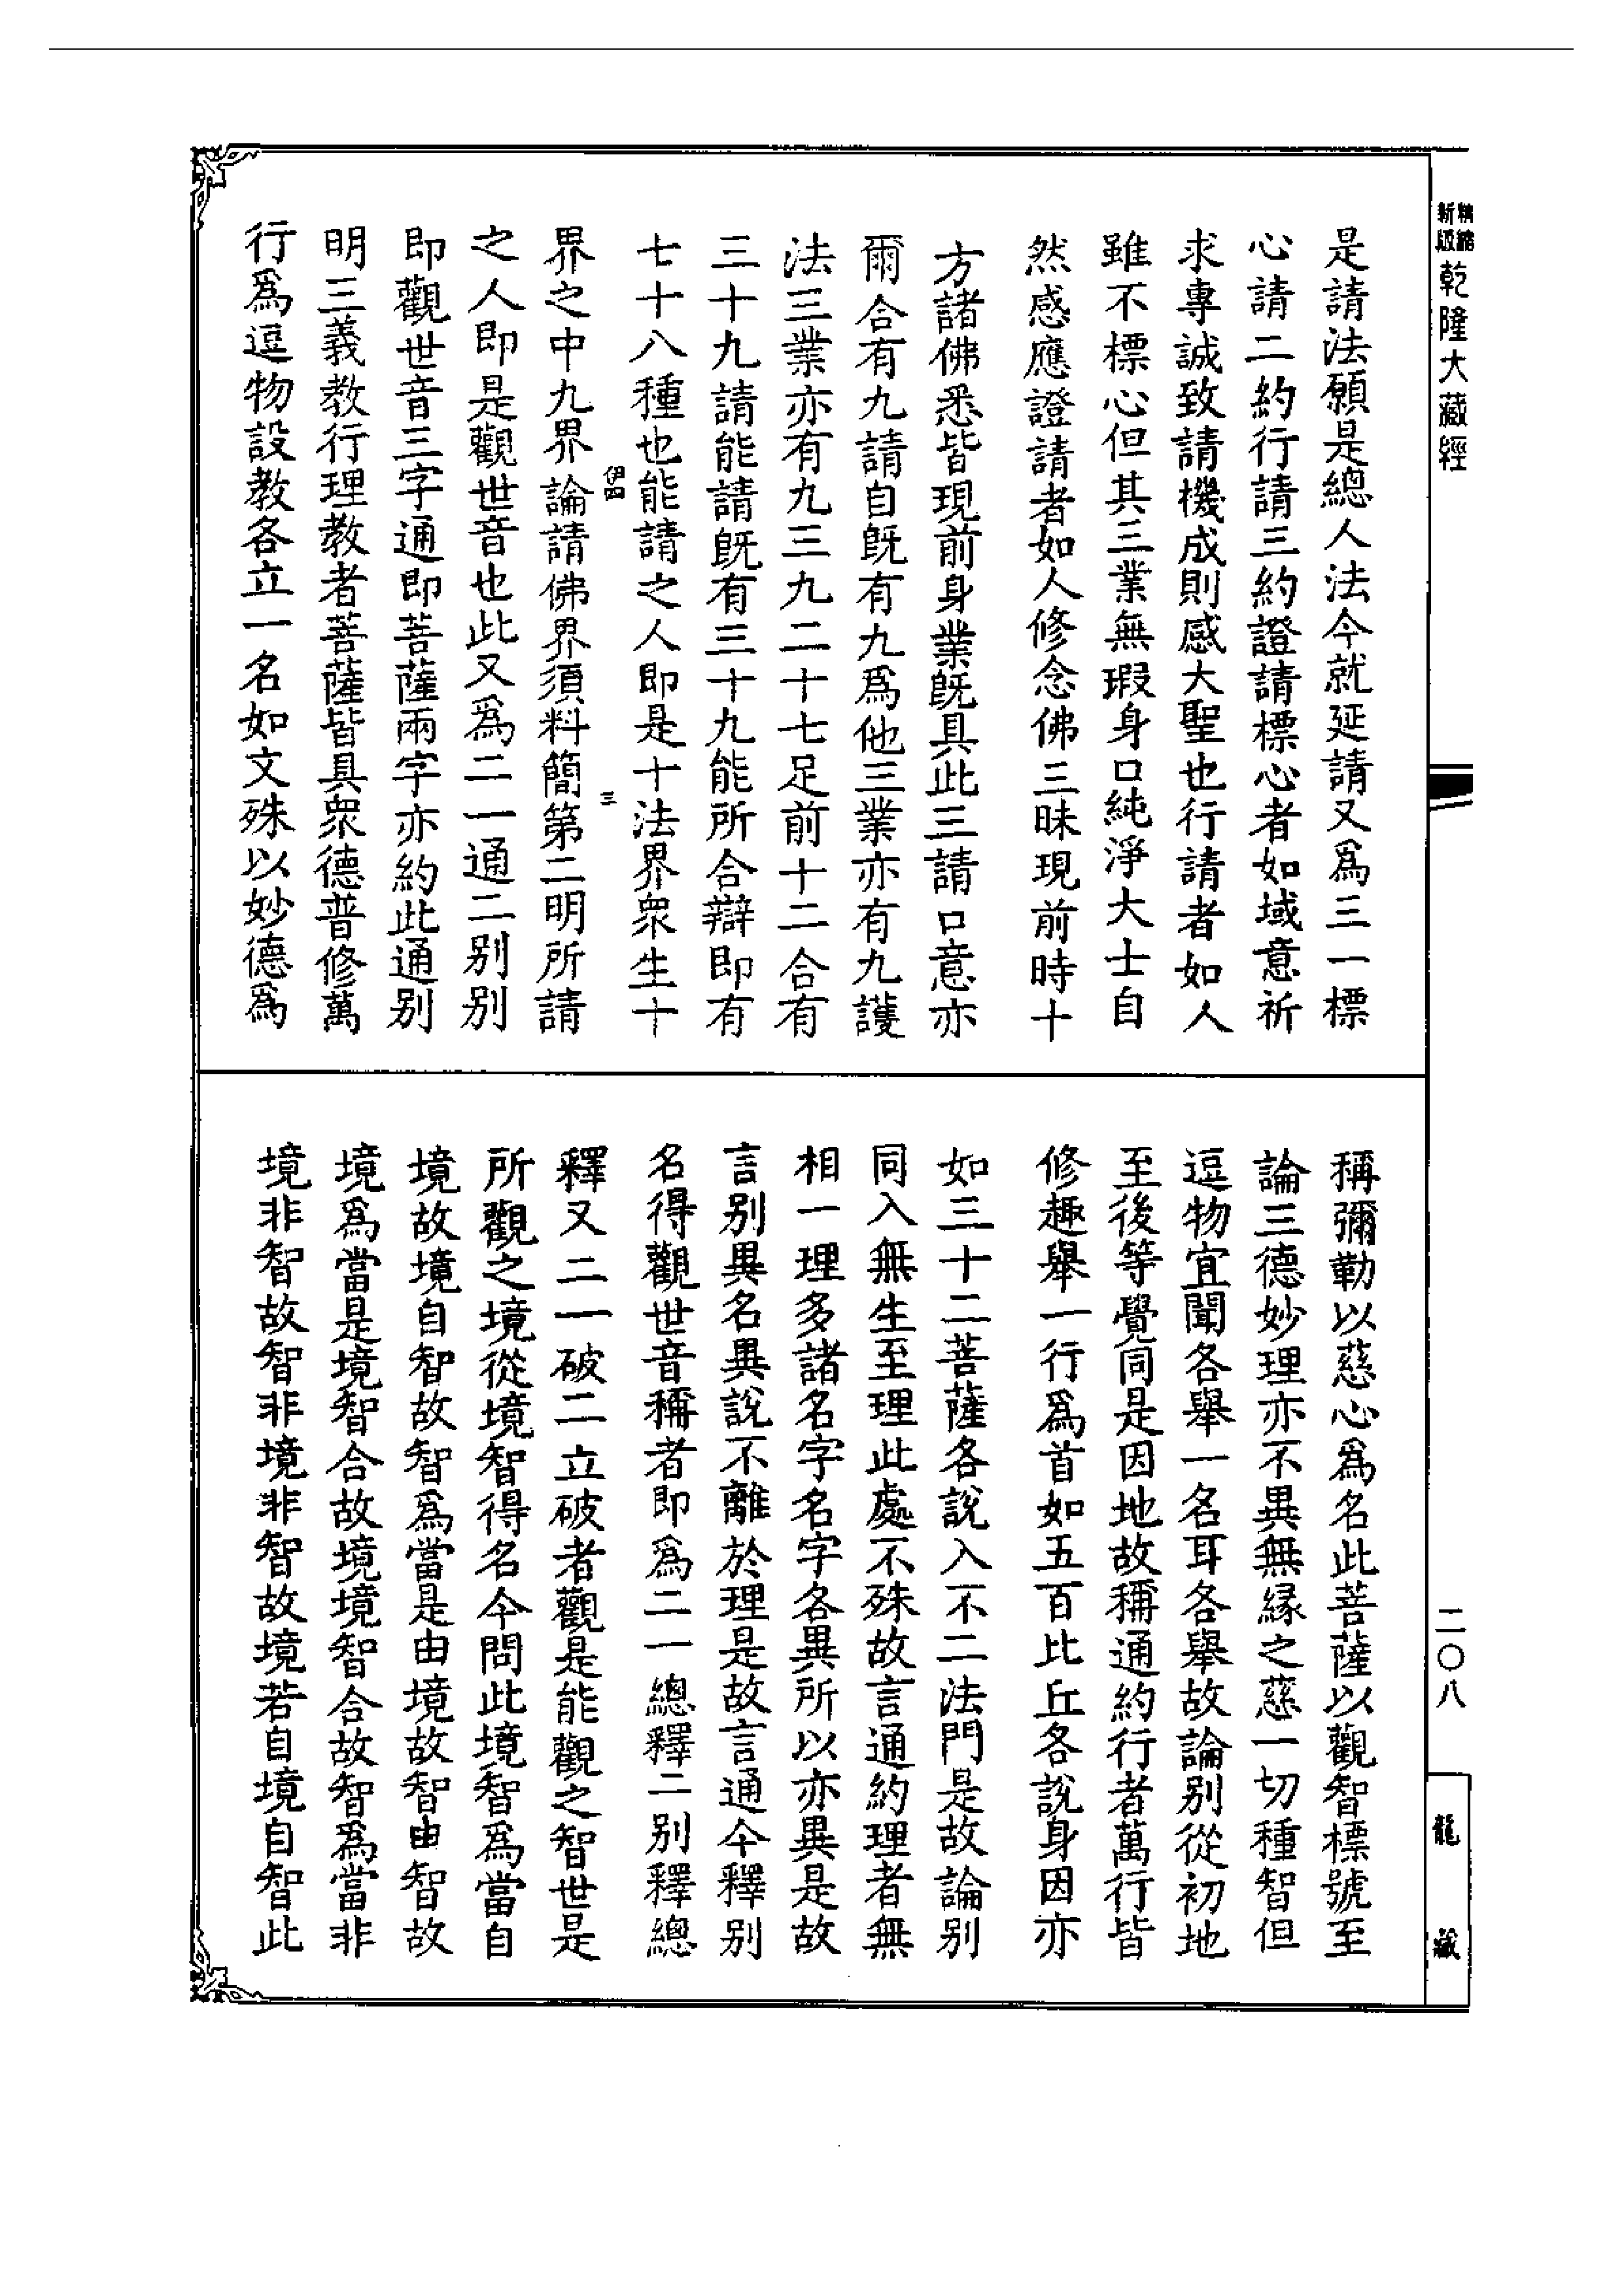 精縮
新版
乾隆大藏經
是請法願是總人法今就延請又為三一標
心請二約行請三約證請標心者如域意祈
求專誠致請機成則感大聖也行請者如人
雖不標心但其三業無瑕身口純淨大士自
然感應證請者如人修念佛三昧現前時十
方諸佛悉皆現前身業既具此三請口意亦
爾合有九請自既有九為他三業亦有九護
法三業亦有九三九二十七足前十二合有
三十九請能請既有三十九能所合辯即有
七十八種也能請之人即是十法界衆生十
伊四
三
界之中九界論請佛界須料簡第二明所請
之人即是觀世音也此又為二一通二別別
即觀世音三字通即菩薩兩字亦約此通別
明三義教行理教者菩薩皆具衆德普修萬
行為逗物設教各立一名如文殊以妙德為
稱彌勒以慈心為名此菩薩以觀智標號至
論三德妙理亦不異無緣之慈一切種智但
逗物宜聞各舉一名耳各舉故論別從初地
至後等覺同是因地故稱通約行者萬行皆
修趣舉一行為首如五百比丘各說身因亦
如三十二菩薩各說入不二法門是故論別
同入無生至理此處不殊故言通約理者無
相一理多諸名字名字各異所以亦異是故
言別異名異說不離於理是故言通今釋別
名得觀世音稱者即為二一總釋二別釋總
釋又二一破二立破者觀是能觀之智世是
所觀之境從境智得名今問此境智為當自
境故境自智故智為當是由境故智由智故
境為當是境智合故境境智合故智為當非
境非智故智非境非智故境若自境自智此
二〇八
龍
藏